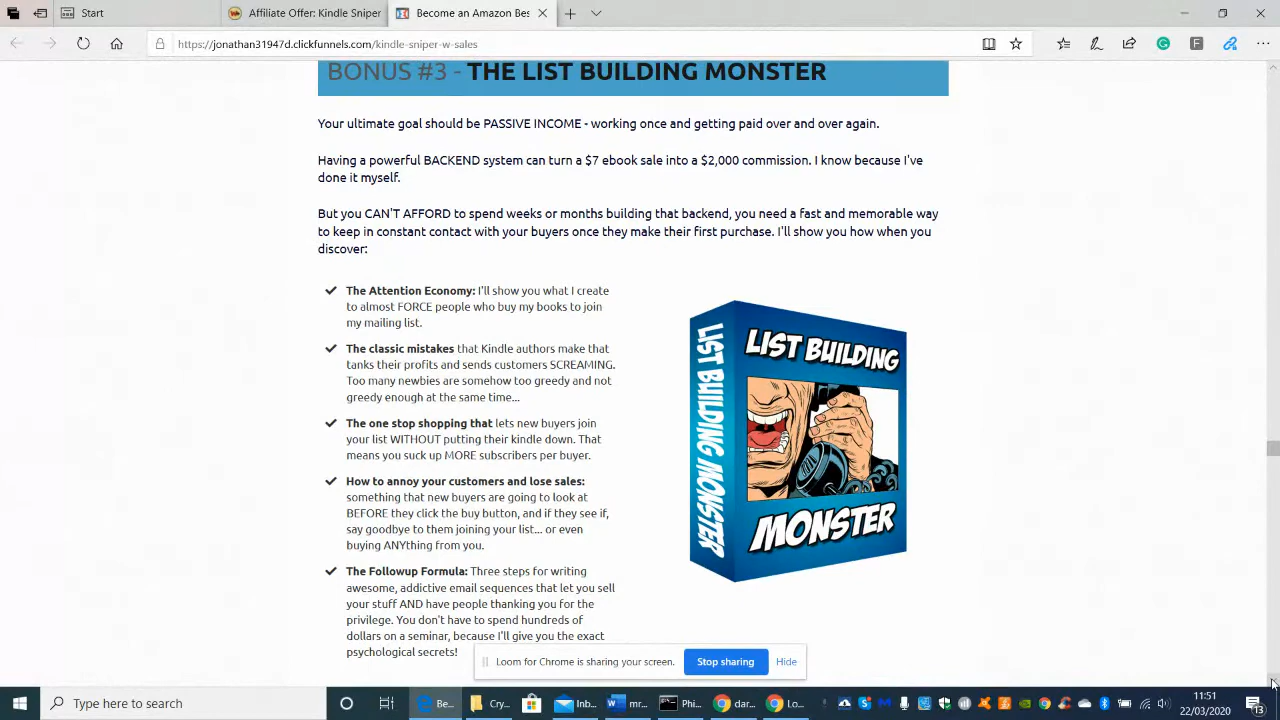 Start
Affiliate Offer: Kindle Sniper
Become an Amazon Bes
https://jonathan31947d.clickfunnels.com/kindle-sniper-w-sales
BONUS #3 - THE LIST BUILDING MONSTER
Your ultimate goal should be PASSIVE INCOME - working once and getting paid over and over again.
Having a powerful BACKEND system can turn a $7 ebook sale into a $2,000 commission. I know because I've
done it myself.
But you CAN'T AFFORD to spend weeks or months building that backend, you need a fast and memorable way
to keep in constant contact with your buyers once they make their first purchase. I'll show you how when you
discover:
The Attention Economy: I'll show you what I create
to almost FORCE people who buy my books to join
my mailing list.
The classic mistakes that Kindle authors make that
tanks their profits and sends customers SCREAMING.
Too many newbies are somehow too greedy and not
greedy enough at the same time...
The one stop shopping that lets new buyers join
your list WITHOUT putting their kindle down. That
means you suck up MORE subscribers per buyer.
How to annoy your customers and lose sales:
something that new buyers are going to look at
BEFORE they click the buy button, and if they see if,
say goodbye to them joining your list... or even
buying ANYthing from you.
The Followup Formula: Three steps for writing
awesome, addictive email sequences that let you sell
your stuff AND have people thanking you for the
privilege. You don't have to spend hundreds of
dollars on a seminar, because I'll give you the exact
psychological secrets!
LIST BUILDING MONSTER
LIST BUILDING
MONSTER
Loom for Chrome is sharing your screen.
Stop sharing
Hide
Type here to search
Be
Cry
Inb
mr
Phi
dar
Lo
11:51
22/03/2020
13